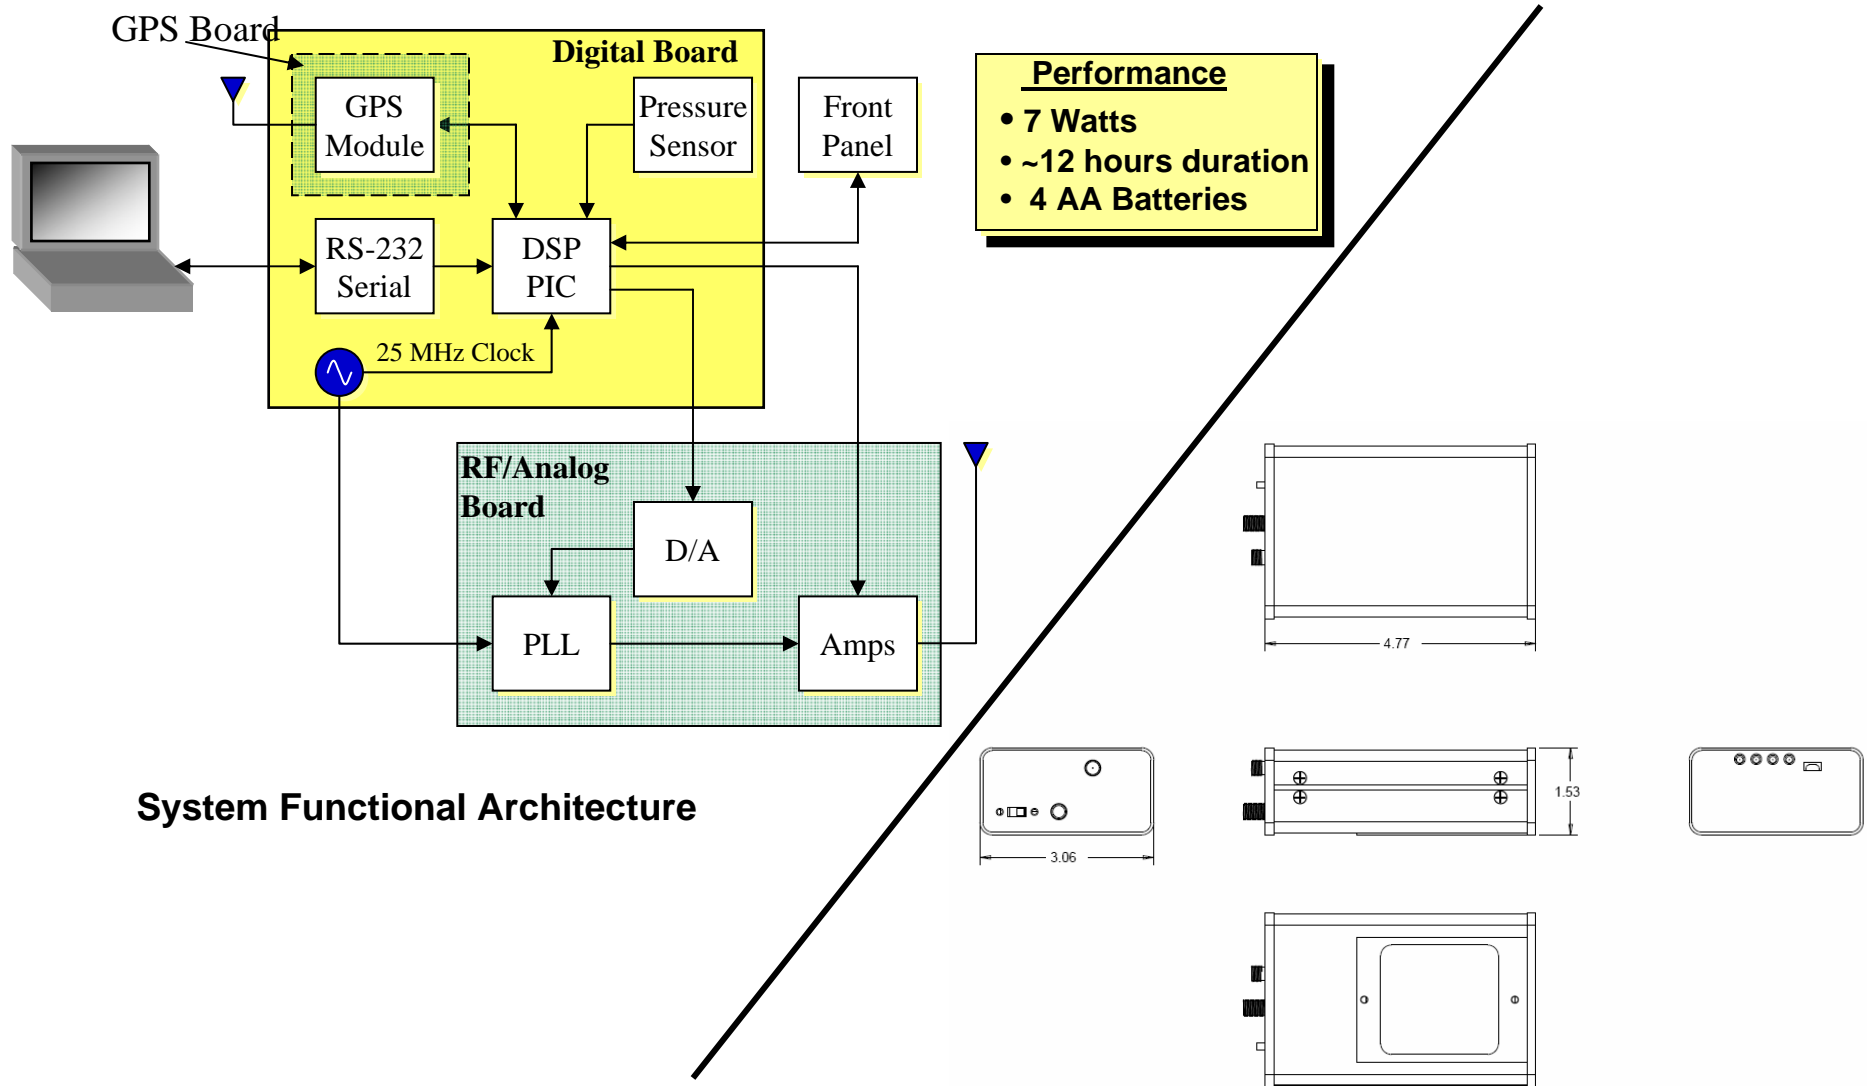 GPS Board
Digital Board
GPS
Module
Pressure
Sensor
Front
Panel
RS-232
Serial
DSP
PIC
25 MHz Clock
RF/Analog
Board
D/A
PLL
Amps
System Functional Architecture
Performance
• 7 Watts
• ~12 hours duration
• 4 AA Batteries
4.77
3.06
1.53